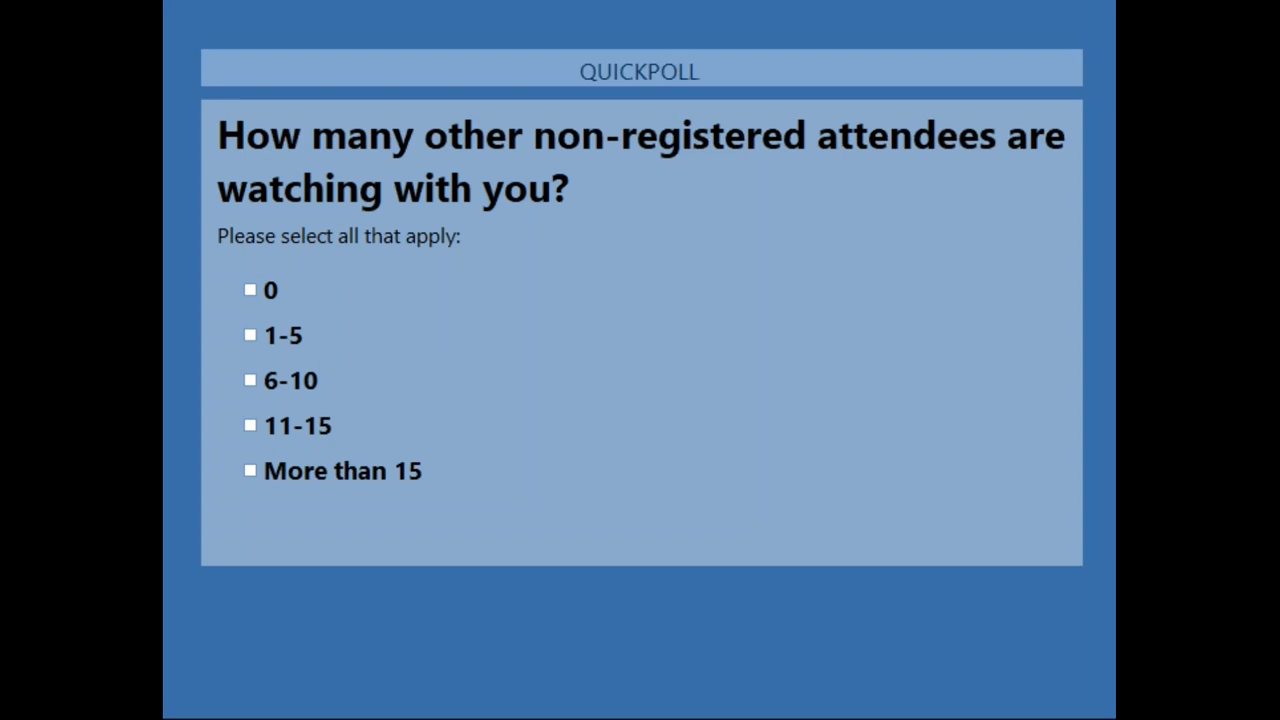 QUICKPOLL
How many other non-registered attendees are
watching with you?
Please select all that apply:
0
1-5
6-10
11-15
More than 15